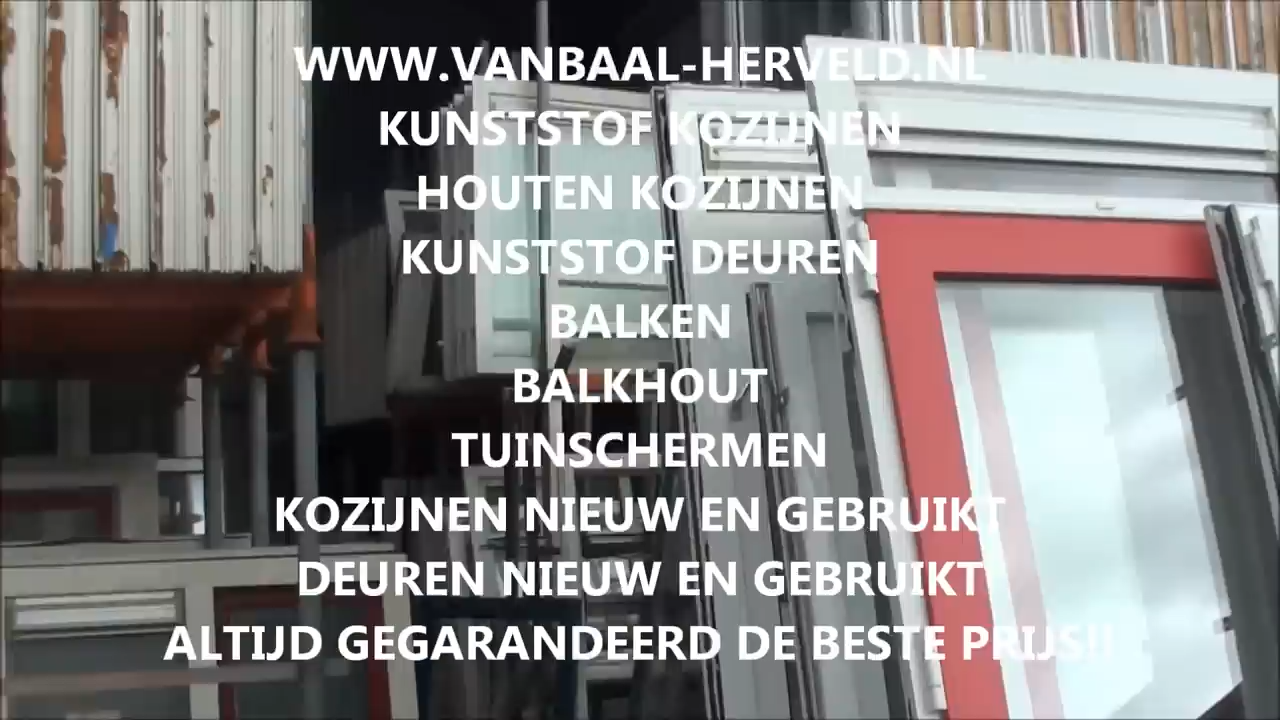 WWW.VANBAAL-HERVELD.NL
KUNSTSTOF KOZIJNEN
HOUTEN KOZIJNEN
KUNSTSTOF DEUREN
BALKEN
BALKHOUT
TUINSCHERMEN
KOZIJNEN NIEUW EN GEBRUIKT
DEUREN NIEUW EN GEBRUIKT
ALTIJD GEGARANDEERD DE BESTE PRIJS!!